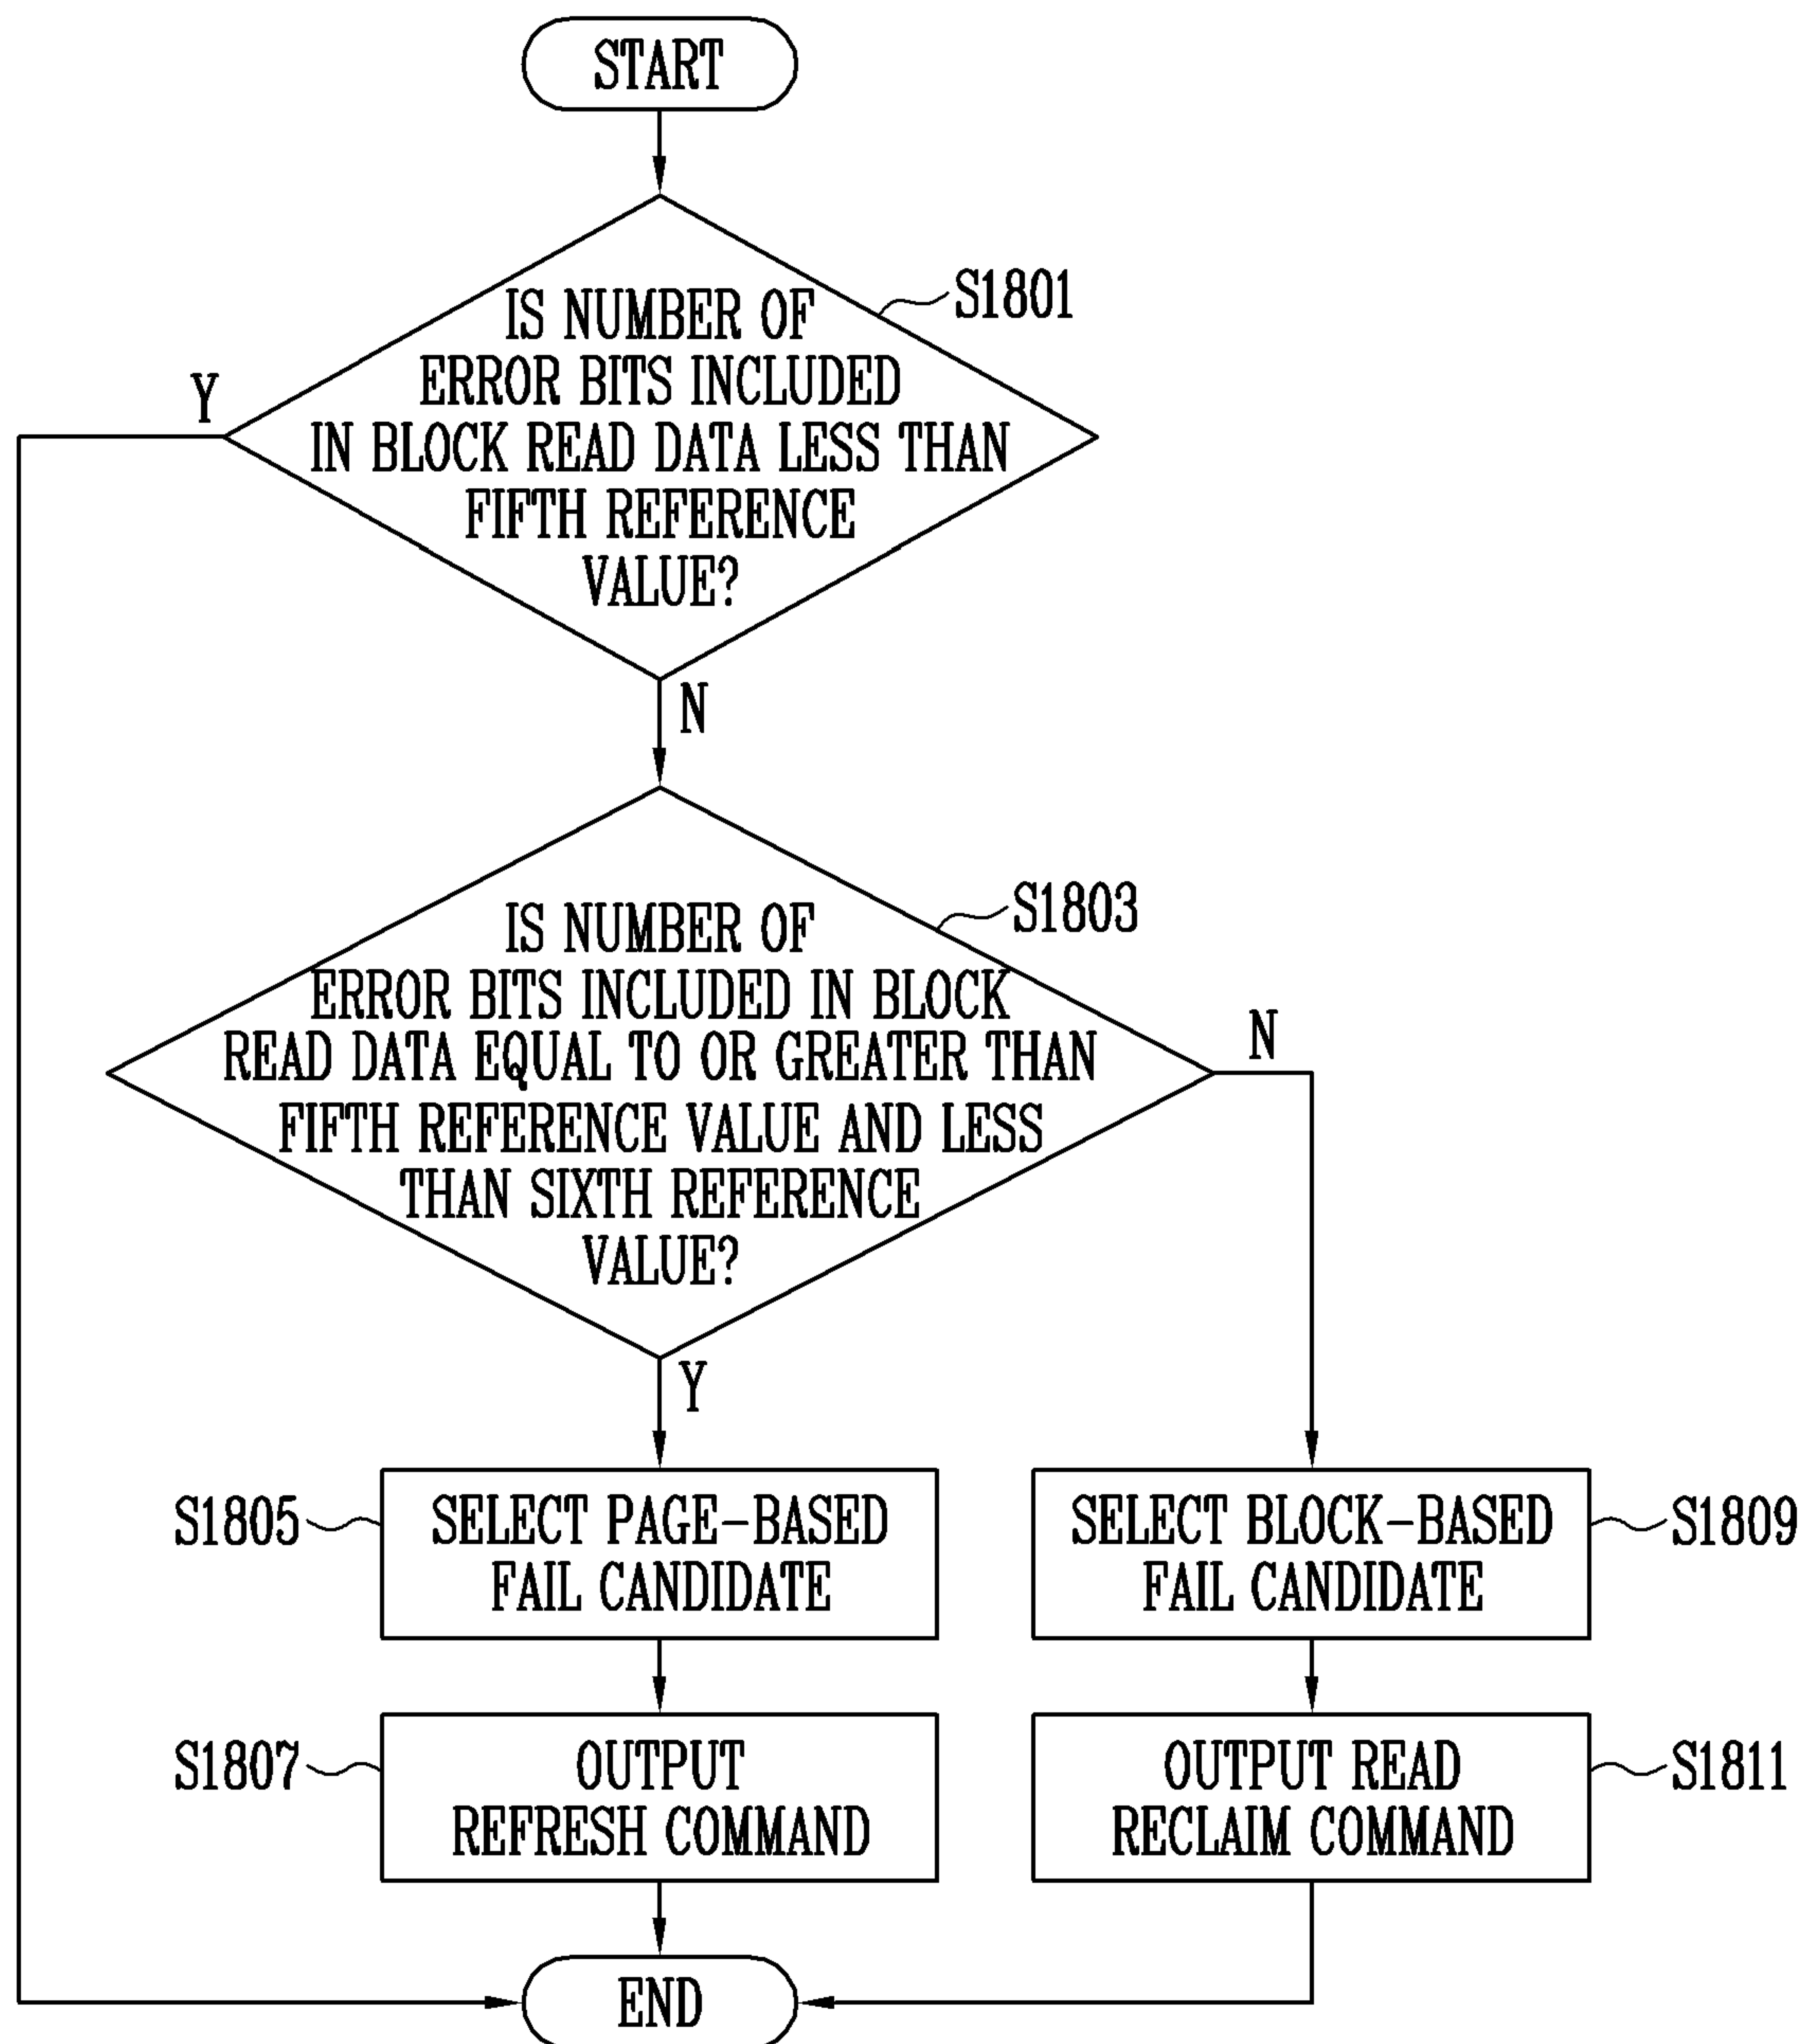 START
S1801
IS NUMBER OF
ERROR BITS INCLUDED
IN BLOCK READ DATA LESS THAN
FIFTH REFERENCE
VALUE?
Y
N
S1803
IS NUMBER OF
ERROR BITS INCLUDED IN BLOCK
READ DATA EQUAL TO OR GREATER THAN
FIFTH REFERENCE VALUE AND LESS
THAN SIXTH REFERENCE
VALUE?
N
Y
S1805
SELECT PAGE-BASED
FAIL CANDIDATE
SELECT BLOCK-BASED
FAIL CANDIDATE
S1809
S1807
OUTPUT
REFRESH COMMAND
OUTPUT READ
RECLAIM COMMAND
S1811
END